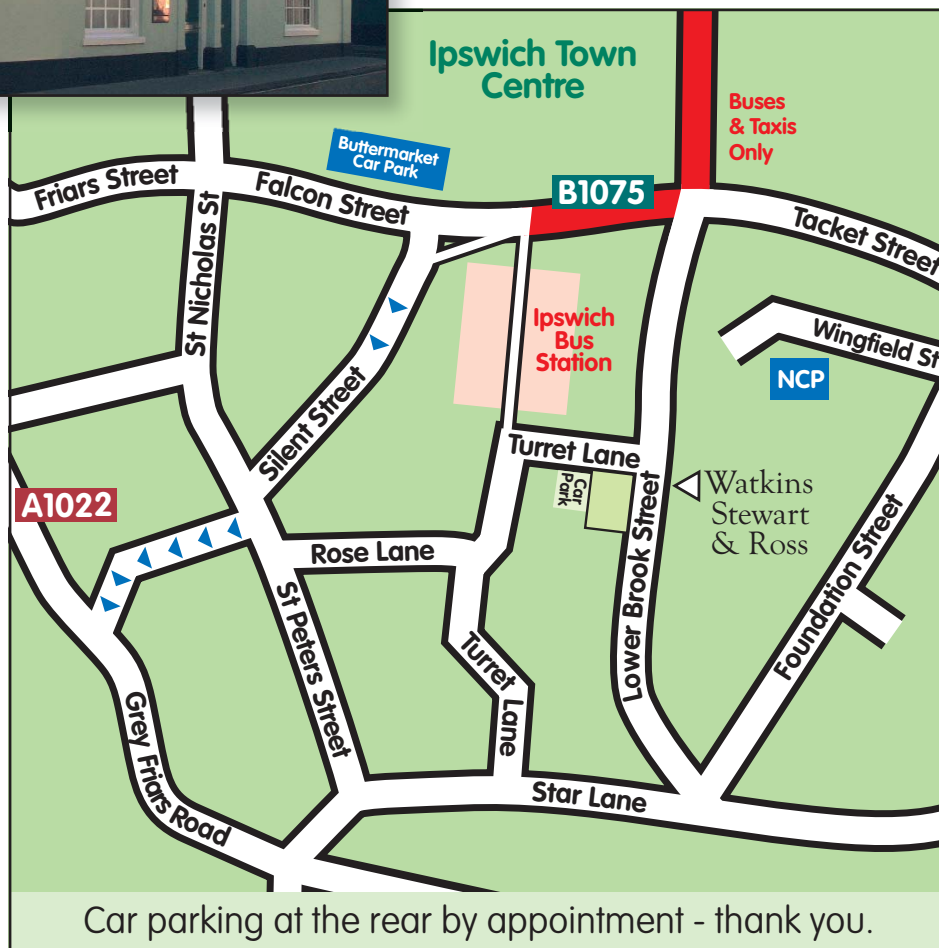 Ipswich Town
Centre
Buses
& Taxis
Only
Buttermarket
Car Park
B1075
Friars Street
Falcon Street
Tacket Street
St Nicholas St
Ipswich
Bus
Station
Wingfield St
NCP
Silent Street
Turret Lane
Car
Park
Watkins
Stewart
& Ross
A1022
Rose Lane
Lower Brook Street
Foundation Street
St Peters Street
Turret
Lane
Grey Friars Road
Star Lane
Car parking at the rear by appointment - thank you.